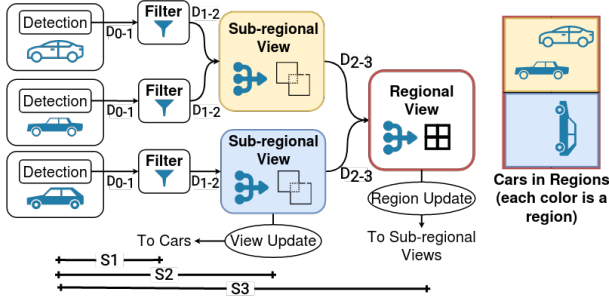 Detection
D0-1
Filter
D1-2
Sub-regional
View
D2-3
Detection
D0-1
Filter
D1-2
Regional
View
Detection
D0-1
Filter
D1-2
Sub-regional
View
D2-3
Cars in Regions
(each color is a
region)
Region Update
To Cars
View Update
To Sub-regional
Views
S1
S2
S3